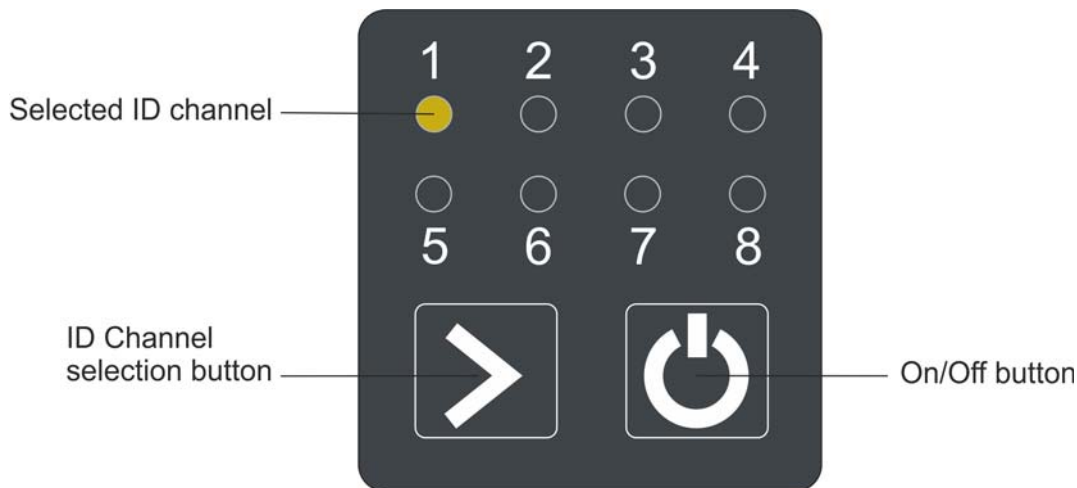 1 2 3 4
Selected ID channel
5 6 7 8
ID Channel
selection button
On/Off button